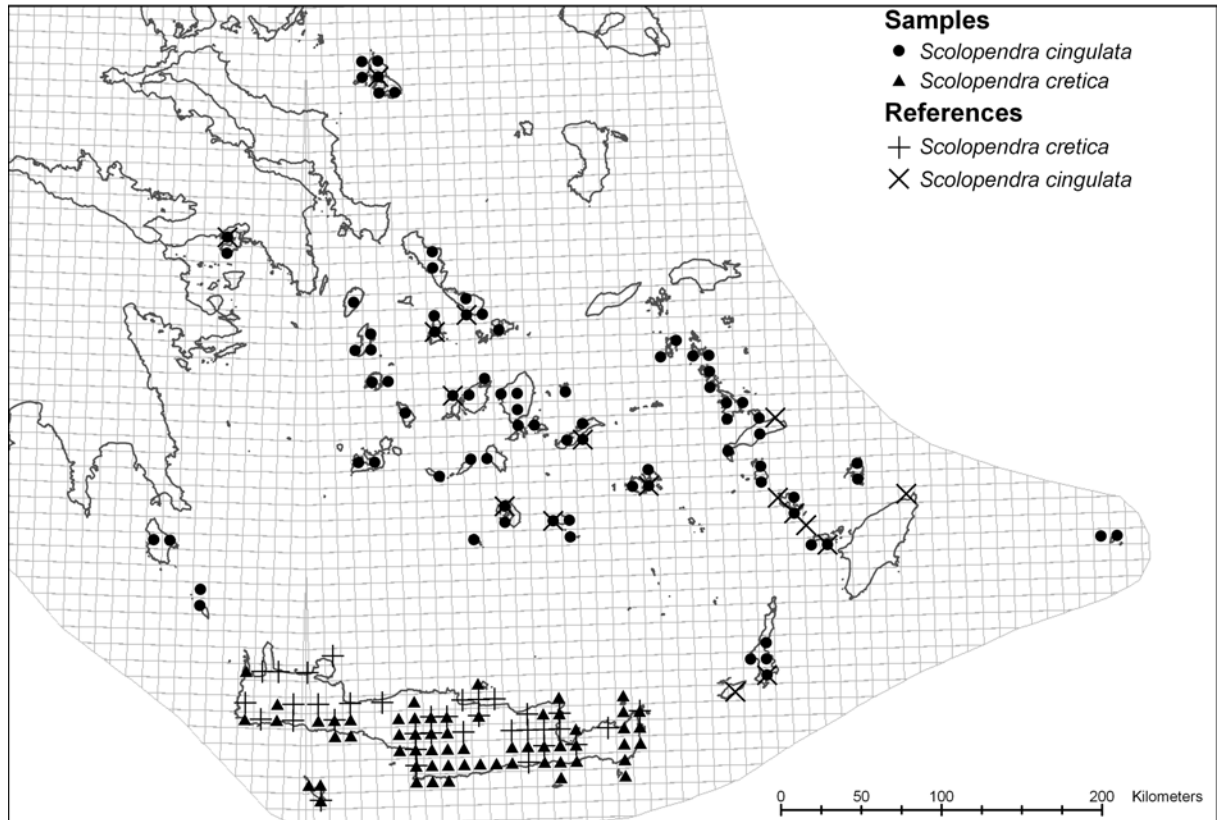 Samples
Scolopendra cingulata
Scolopendra cretica
References
Scolopendra cretica
Scolopendra cingulata
0 50 100 200 Kilometers